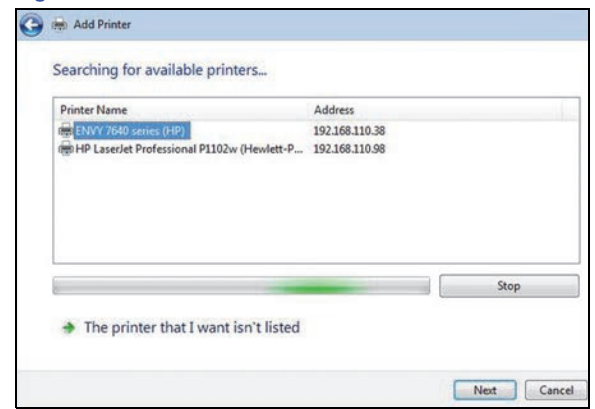 Add Printer
Searching for available printers...
Printer Name Address
ENVY 7640 series (HP) 192.168.110.38
HP LaserJet Professional P1102w (Hewlett-P... 192.168.110.98
Stop
The printer that I want isn't listed
Next Cancel